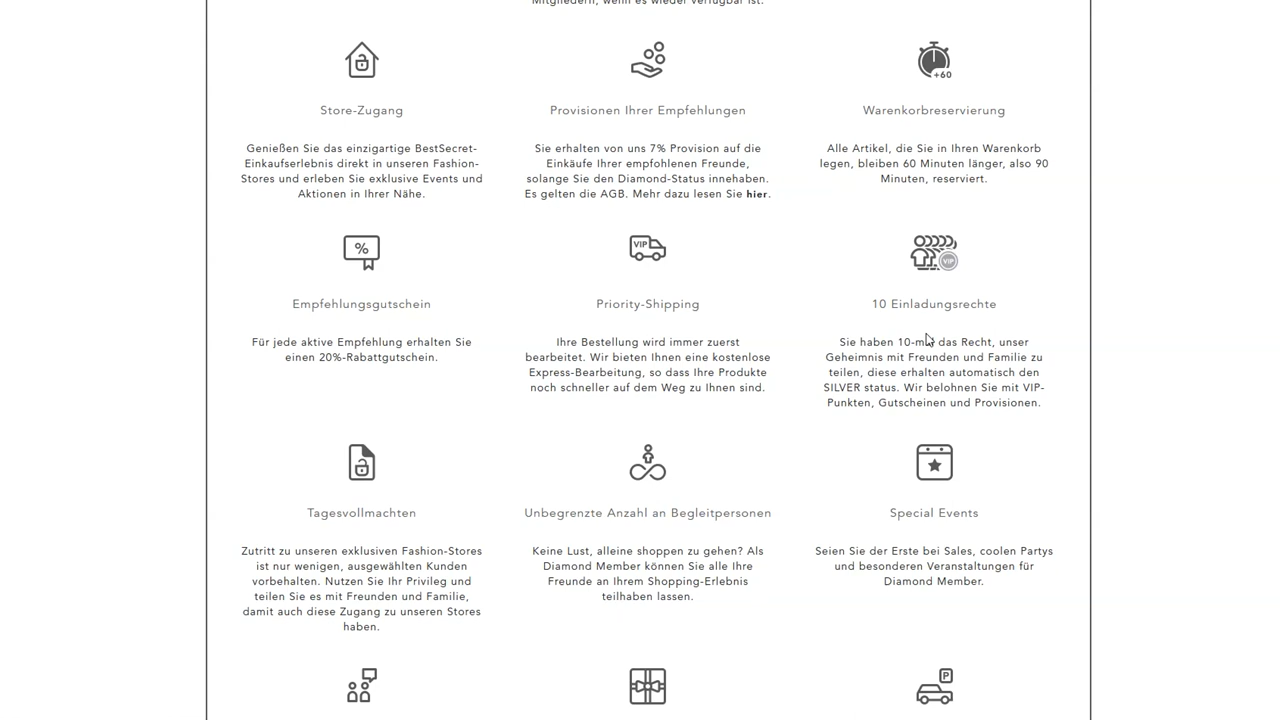 Mitgliedern, wenn es wieder verfügbar ist.
+60
Store-Zugang
Genießen Sie das einzigartige BestSecret-
Einkaufserlebnis direkt in unseren Fashion-
Stores und erleben Sie exklusive Events und
Aktionen in Ihrer Nähe.
Provisionen Ihrer Empfehlungen
Sie erhalten von uns 7% Provision auf die
Einkäufe Ihrer empfohlenen Freunde,
solange Sie den Diamond-Status innehaben.
Es gelten die AGB. Mehr dazu lesen Sie hier.
Warenkorbreservierung
Alle Artikel, die Sie in Ihren Warenkorb
legen, bleiben 60 Minuten länger, also 90
Minuten, reserviert.
%
Empfehlungsgutschein
Für jede aktive Empfehlung erhalten Sie
einen 20%-Rabattgutschein.
VIP
Priority-Shipping
Ihre Bestellung wird immer zuerst
bearbeitet. Wir bieten Ihnen eine kostenlose
Express-Bearbeitung, so dass Ihre Produkte
noch schneller auf dem Weg zu Ihnen sind.
VIP
10 Einladungsrechte
Sie haben 10-mal das Recht, unser
Geheimnis mit Freunden und Familie zu
teilen, diese erhalten automatisch den
SILVER status. Wir belohnen Sie mit VIP-
Punkten, Gutscheinen und Provisionen.
Tagesvollmachten
Zutritt zu unseren exklusiven Fashion-Stores
ist nur wenigen, ausgewählten Kunden
vorbehalten. Nutzen Sie Ihr Privileg und
teilen Sie es mit Freunden und Familie,
damit auch diese Zugang zu unseren Stores
haben.
Unbegrenzte Anzahl an Begleitpersonen
Keine Lust, alleine shoppen zu gehen? Als
Diamond Member können Sie alle Ihre
Freunde an Ihrem Shopping-Erlebnis
teilhaben lassen.
Special Events
Seien Sie der Erste bei Sales, coolen Partys
und besonderen Veranstaltungen für
Diamond Member.
P